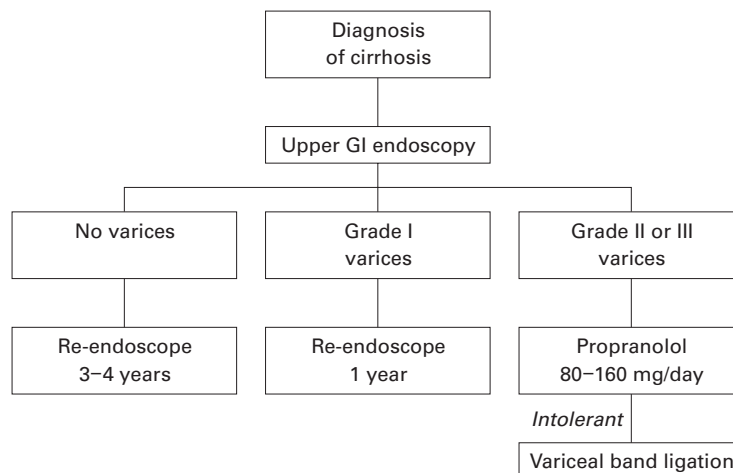 Diagnosis
of cirrhosis
Upper GI endoscopy
No varices
Grade I
varices
Grade II or III
varices
Re-endoscope
3–4 years
Re-endoscope
1 year
Propranolol
80–160 mg/day
Intolerant
Variceal band ligation